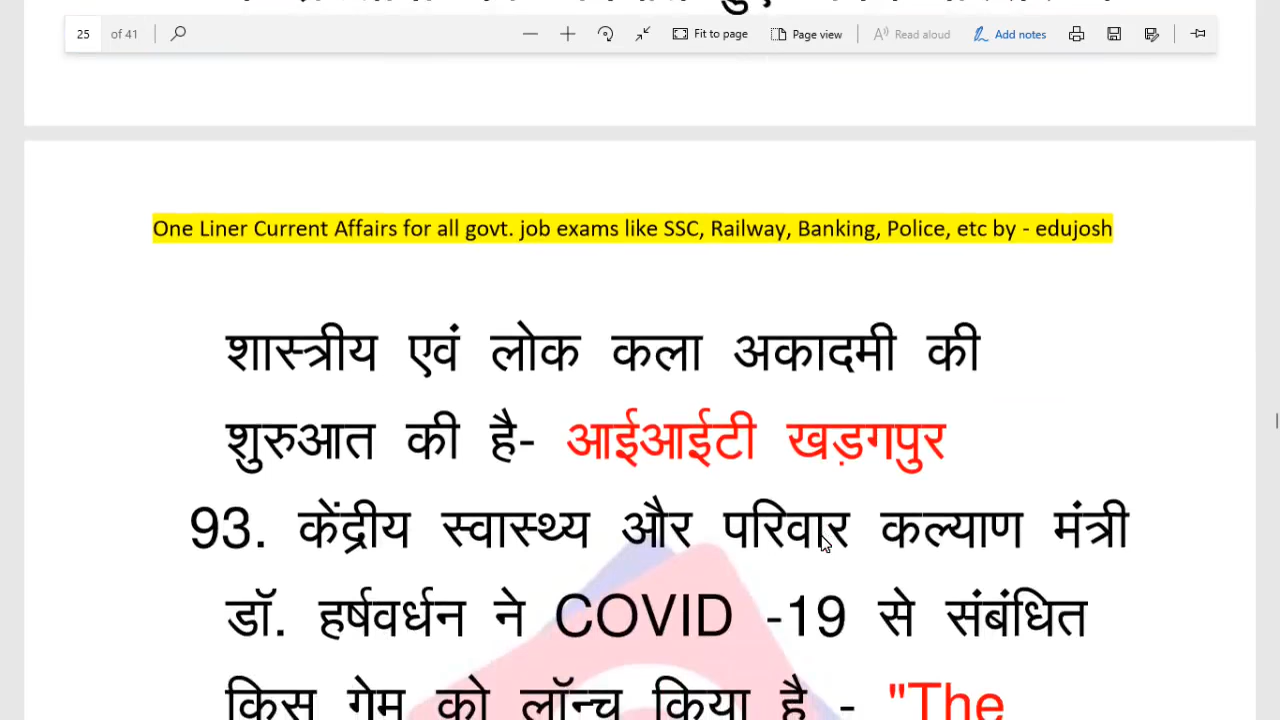 25 of 41 Fit to page Page view Read aloud Add notes
One Liner Current Affairs for all govt. job exams like SSC, Railway, Banking, Police, etc by - edujosh
शास्त्रीय एवं लोक कला अकादमी की
शुरुआत की है- आईआईटी खड़गपुर
93. केंद्रीय स्वास्थ्य और परिवार कल्याण मंत्री
डॉ. हर्षवर्धन ने COVID -19 से संबंधित
किस गेम को लॉन्च किया है - "The